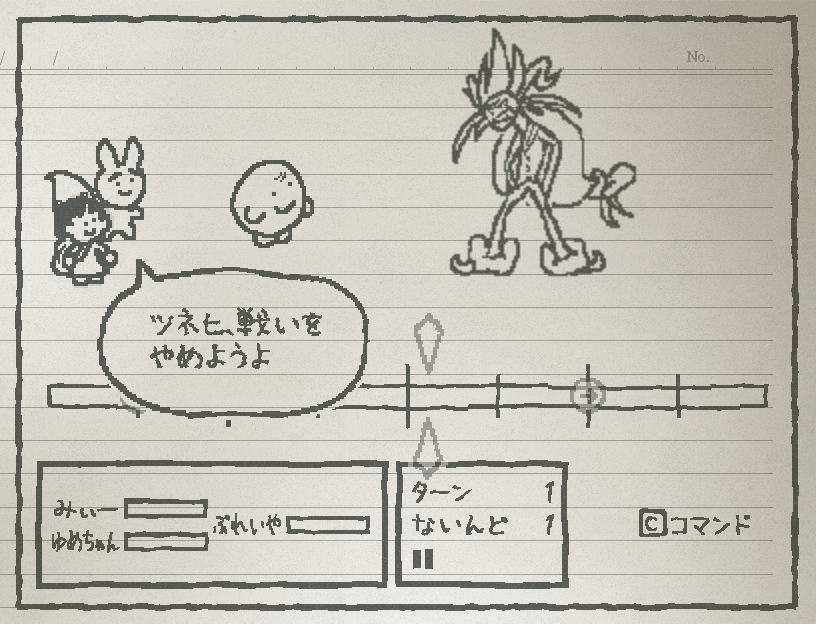 No.
ツネヒ、戦いを
やめようよ
みぃー
ゆめちゃん
ぷれいや
ターン 1
ないんど 1
C コマンド